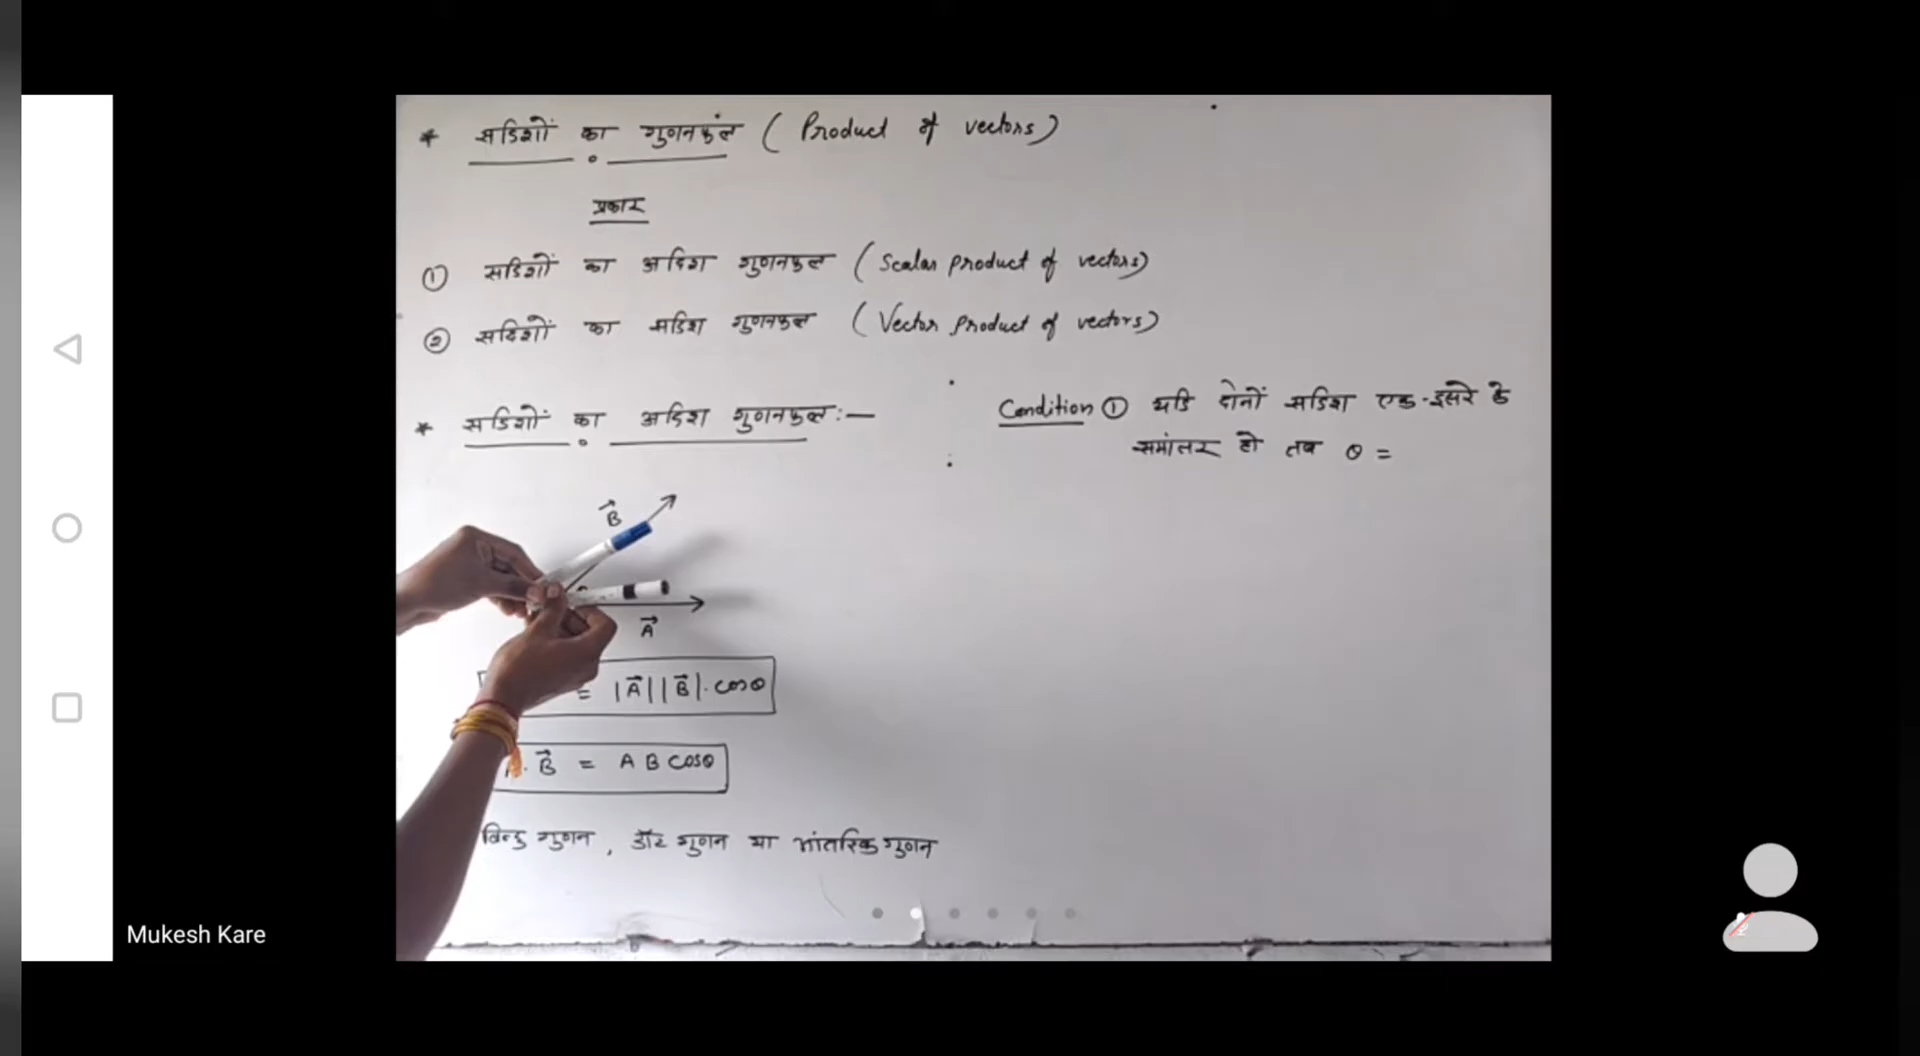 * सदिशों का गुणनफल ( Product of vectors )
प्रकार
① सदिशों का अदिश गुणनफल ( Scalar product of vectors )
② सदिशों का सदिश गुणनफल ( Vector product of vectors )
* सदिशों का अदिश गुणनफल :—
B⃗
A⃗
= |A⃗| |B⃗| . cosθ
. B⃗ = A B cosθ
बिन्दु गुणन , डॉट गुणन या आंतरिक गुणन
Condition ① यदि दोनों सदिश एक-दूसरे के
समांतर हो तब θ =
Mukesh Kare